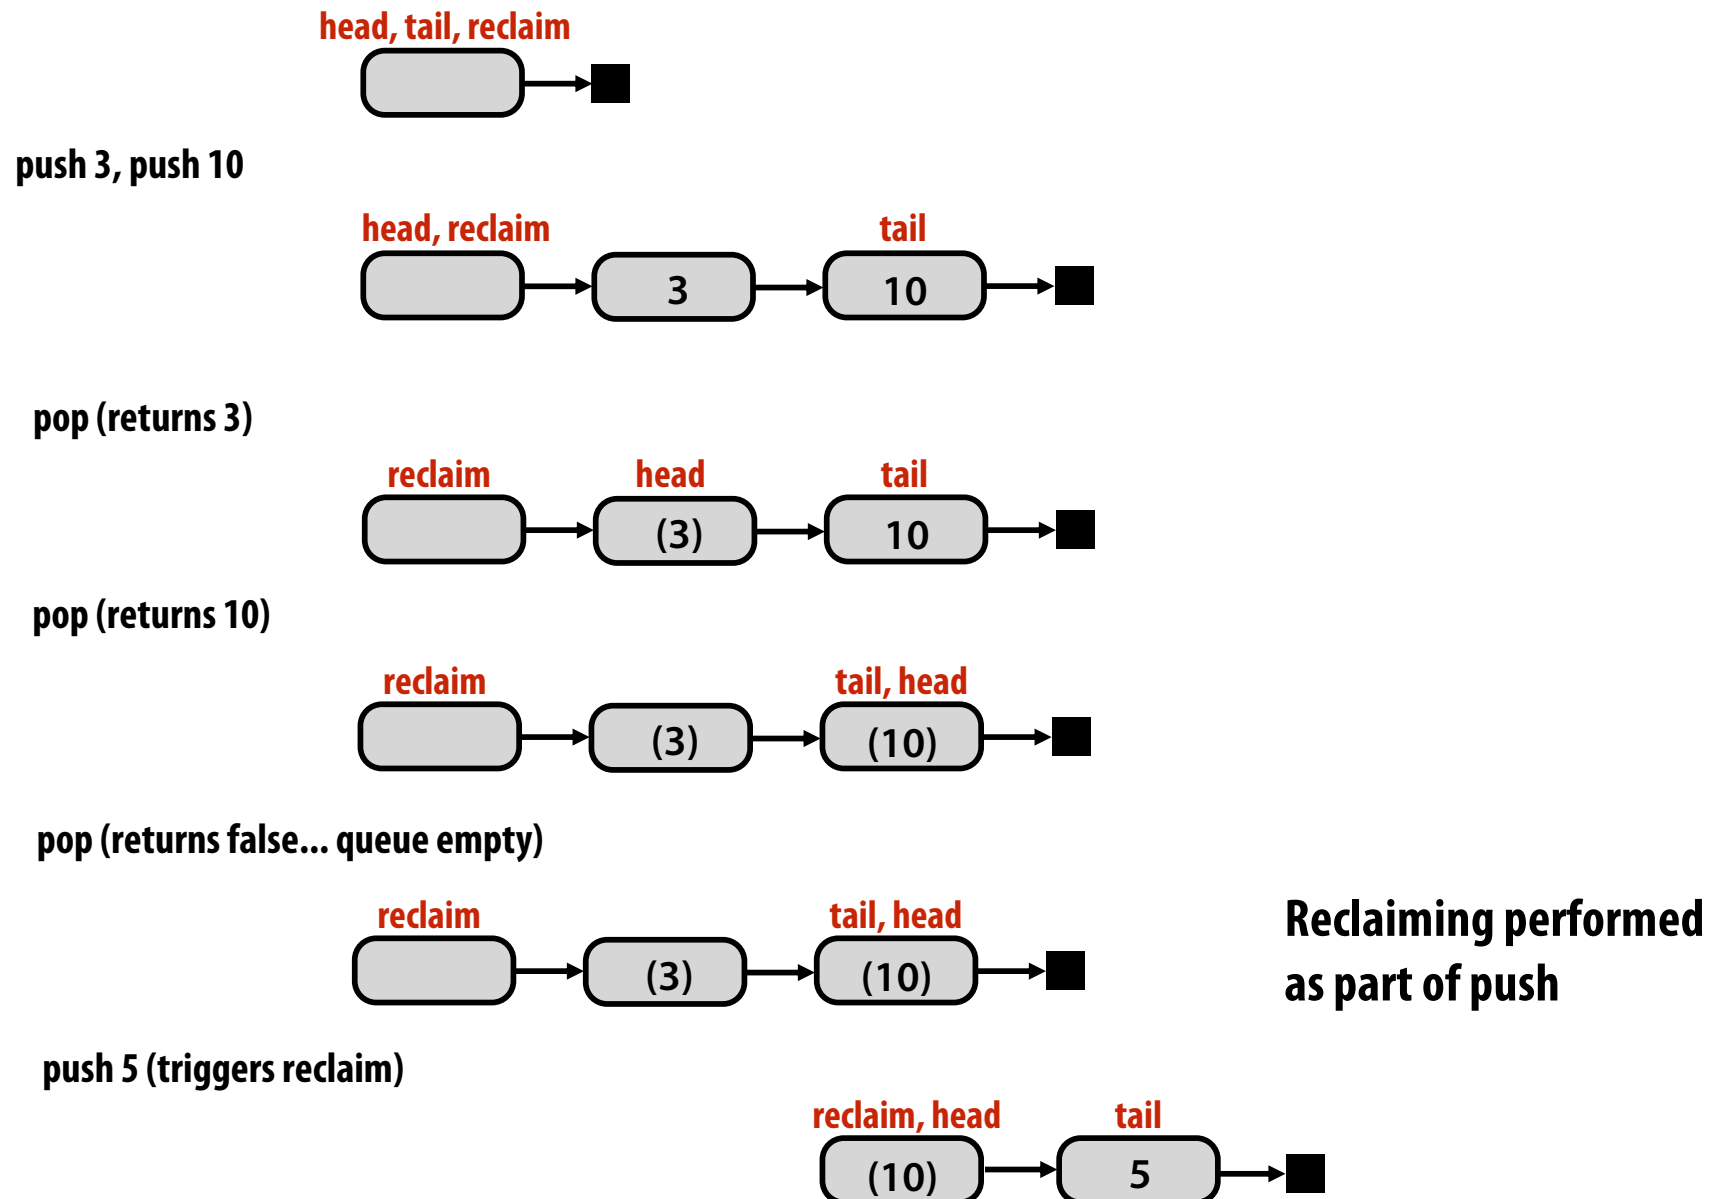 head, tail, reclaim
push 3, push 10
head, reclaim
tail
3
10
pop (returns 3)
reclaim
head
tail
(3)
10
pop (returns 10)
reclaim
tail, head
(3)
(10)
pop (returns false... queue empty)
reclaim
tail, head
(3)
(10)
Reclaiming performed
as part of push
push 5 (triggers reclaim)
reclaim, head
tail
(10)
5